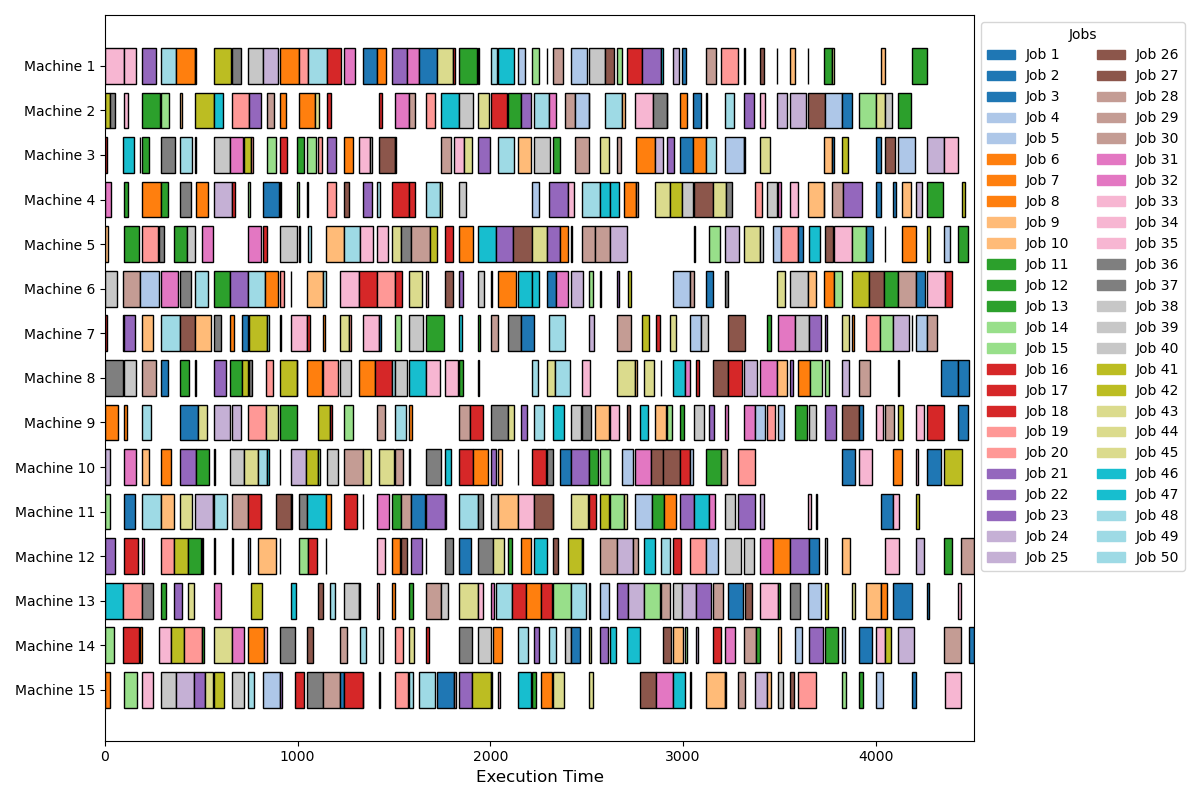 Machine 1
Machine 2
Machine 3
Machine 4
Machine 5
Machine 6
Machine 7
Machine 8
Machine 9
Machine 10
Machine 11
Machine 12
Machine 13
Machine 14
Machine 15
0 1000 2000 3000 4000
Execution Time
Jobs
Job 1
Job 2
Job 3
Job 4
Job 5
Job 6
Job 7
Job 8
Job 9
Job 10
Job 11
Job 12
Job 13
Job 14
Job 15
Job 16
Job 17
Job 18
Job 19
Job 20
Job 21
Job 22
Job 23
Job 24
Job 25
Job 26
Job 27
Job 28
Job 29
Job 30
Job 31
Job 32
Job 33
Job 34
Job 35
Job 36
Job 37
Job 38
Job 39
Job 40
Job 41
Job 42
Job 43
Job 44
Job 45
Job 46
Job 47
Job 48
Job 49
Job 50